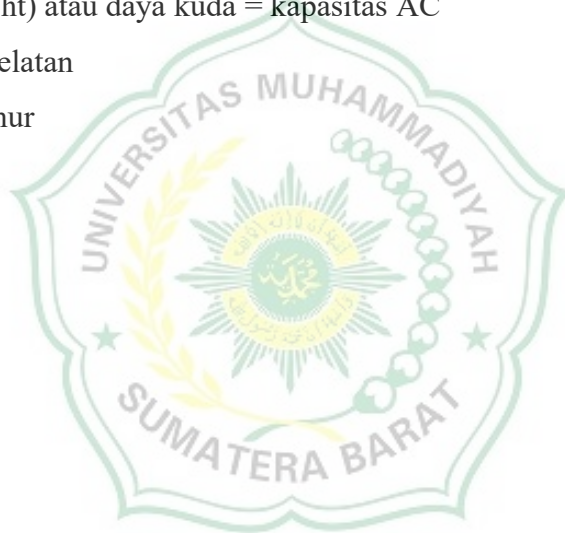 ht) atau daya kuda = kapasitas AC
elatan
nur
UNIVERSITAS MUHAMMADIYAH
SUMATERA BARAT